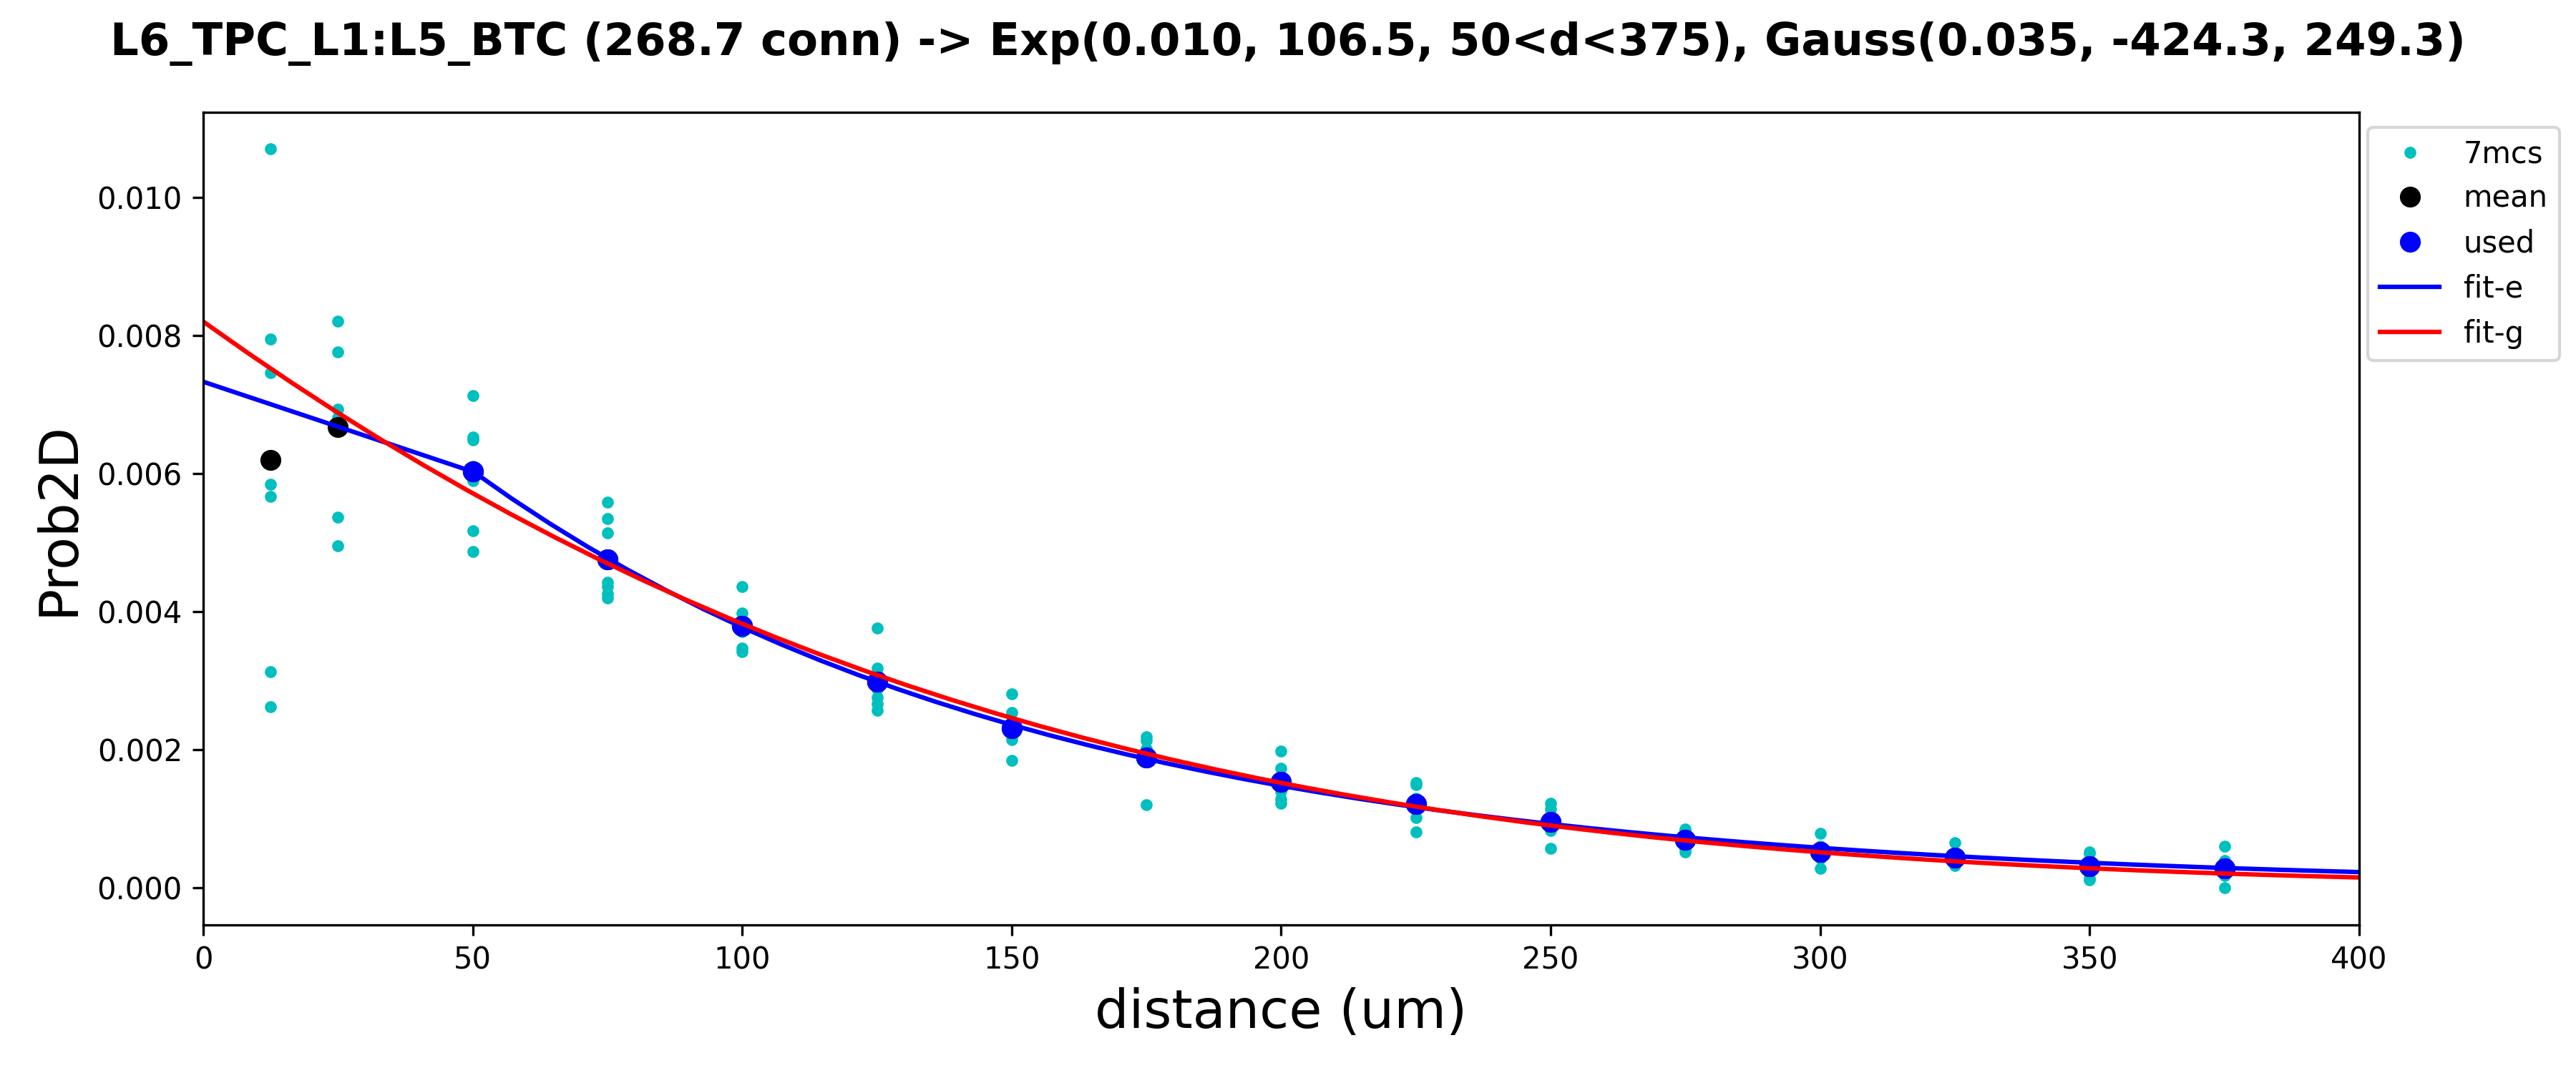 L6_TPC_L1:L5_BTC (268.7 conn) -> Exp(0.010, 106.5, 50<d<375), Gauss(0.035, -424.3, 249.3)
7mcs
mean
used
fit-e
fit-g
Prob2D
0.010
0.008
0.006
0.004
0.002
0.000
0 50 100 150 200 250 300 350 400
distance (um)